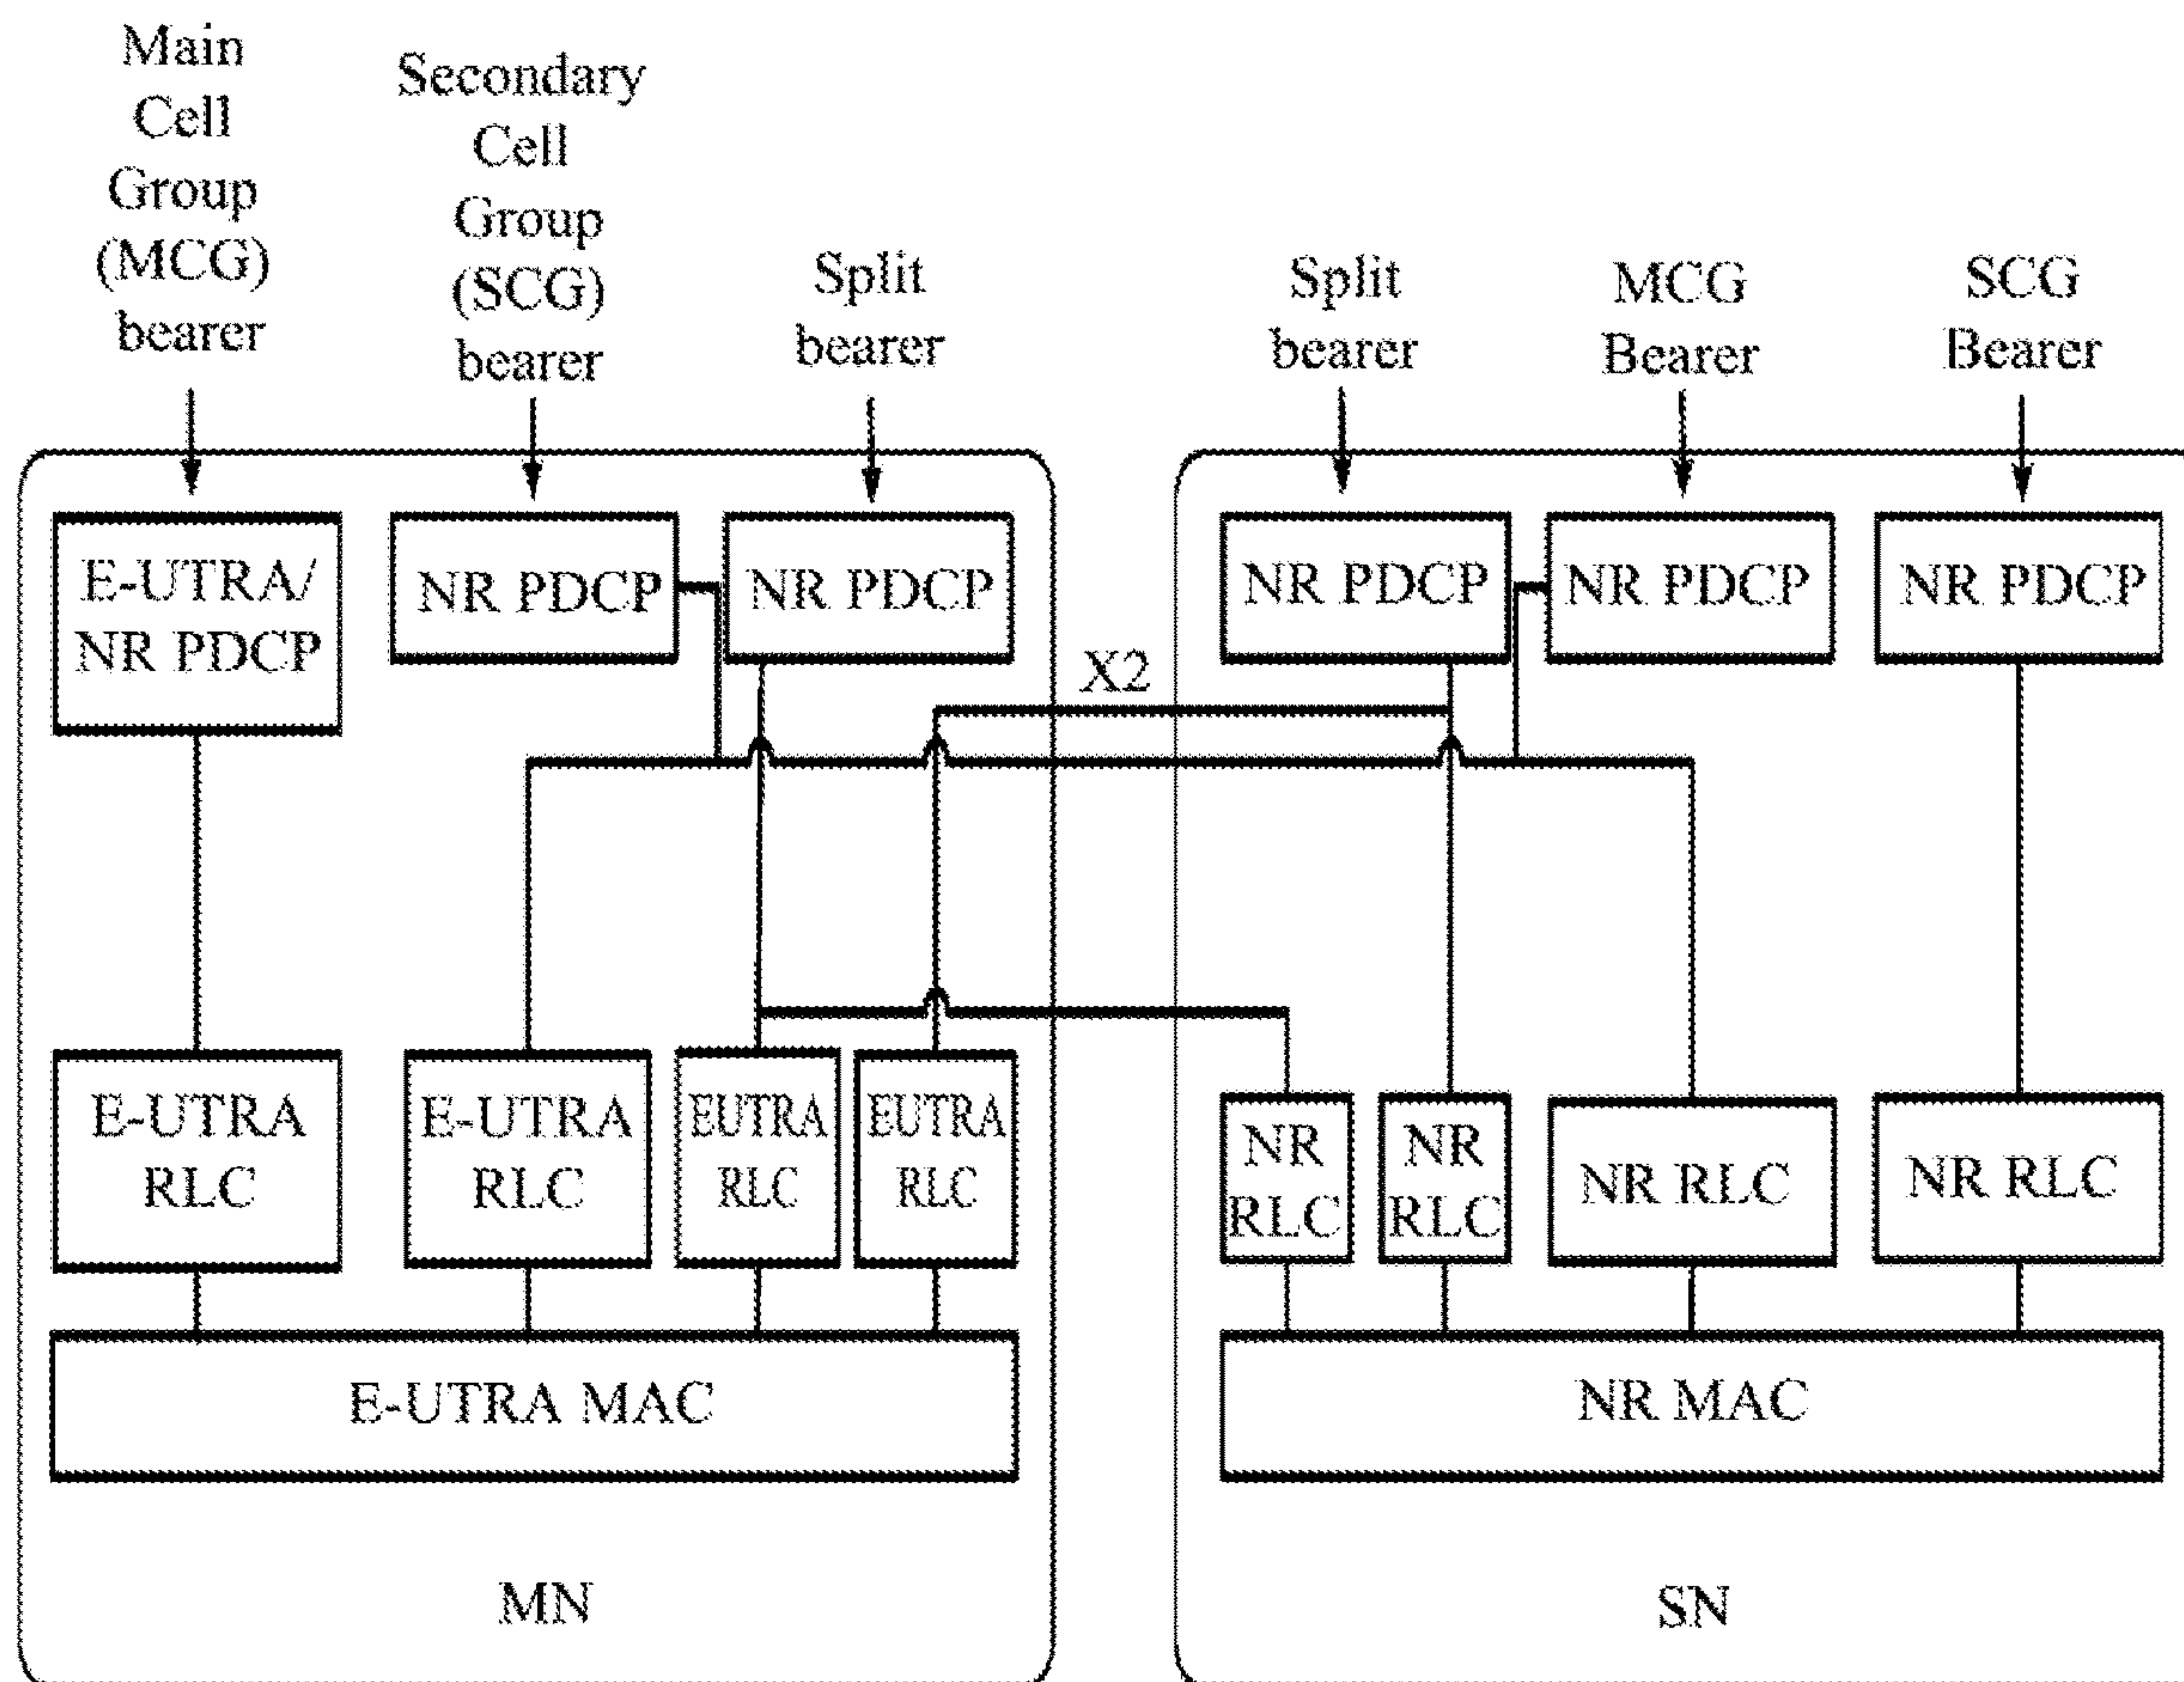 Main
Cell
Group
(MCG)
bearer
Secondary
Cell
Group
(SCG)
bearer
Split
bearer
Split
bearer
MCG
Bearer
SCG
Bearer
E-UTRA/
NR PDCP
NR PDCP
NR PDCP
NR PDCP
NR PDCP
NR PDCP
X2
E-UTRA
RLC
E-UTRA
RLC
EUTRA
RLC
EUTRA
RLC
NR
RLC
NR
RLC
NR RLC
NR RLC
E-UTRA MAC
NR MAC
MN
SN